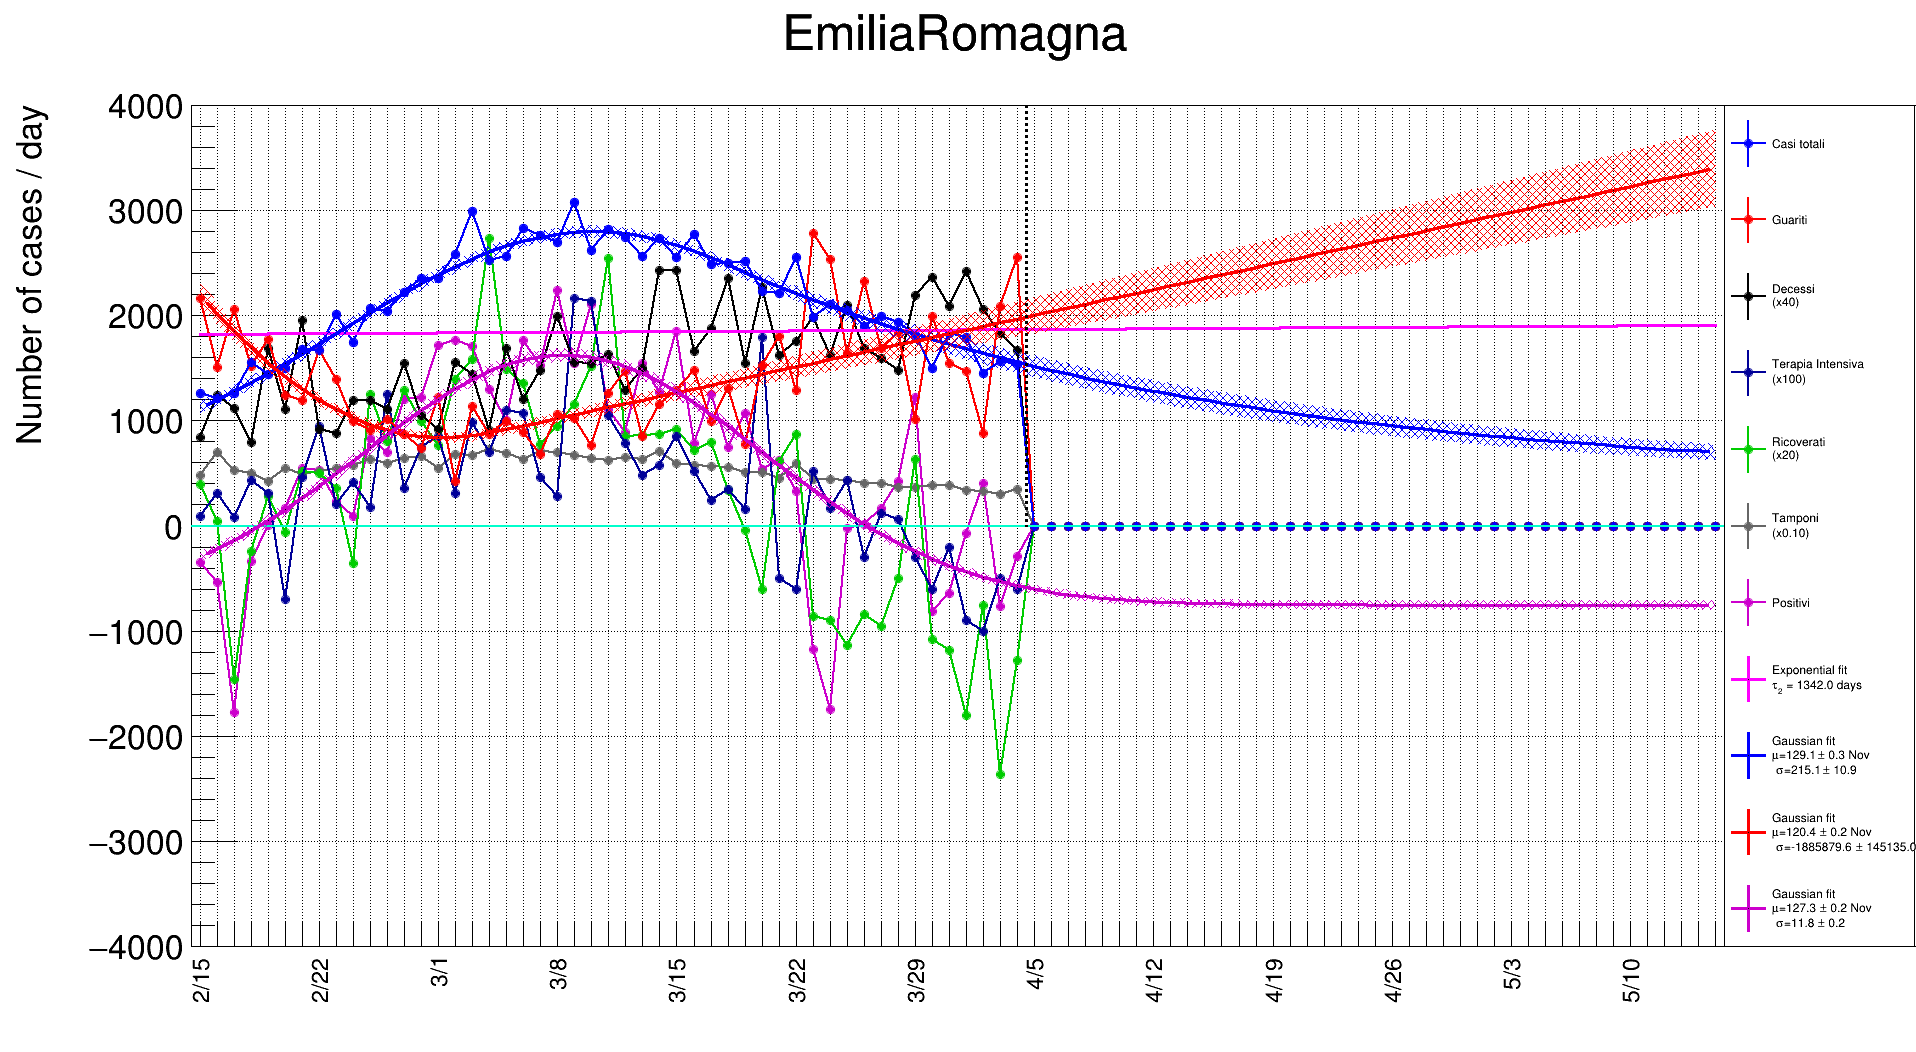 EmiliaRomagna
Number of cases / day
4000
3000
2000
1000
0
−1000
−2000
−3000
−4000
2/15
2/22
3/1
3/8
3/15
3/22
3/29
4/5
4/12
4/19
4/26
5/3
5/10
Casi totali
Guariti
Decessi
(x40)
Terapia Intensiva
(x100)
Ricoverati
(x20)
Tamponi
(x0.10)
Positivi
Exponential fit
τ2 = 1342.0 days
Gaussian fit
μ=129.1 ± 0.3 Nov
σ=215.1 ± 10.9
Gaussian fit
μ=120.4 ± 0.2 Nov
σ=-1885879.6 ± 145135.0
Gaussian fit
μ=127.3 ± 0.2 Nov
σ=11.8 ± 0.2